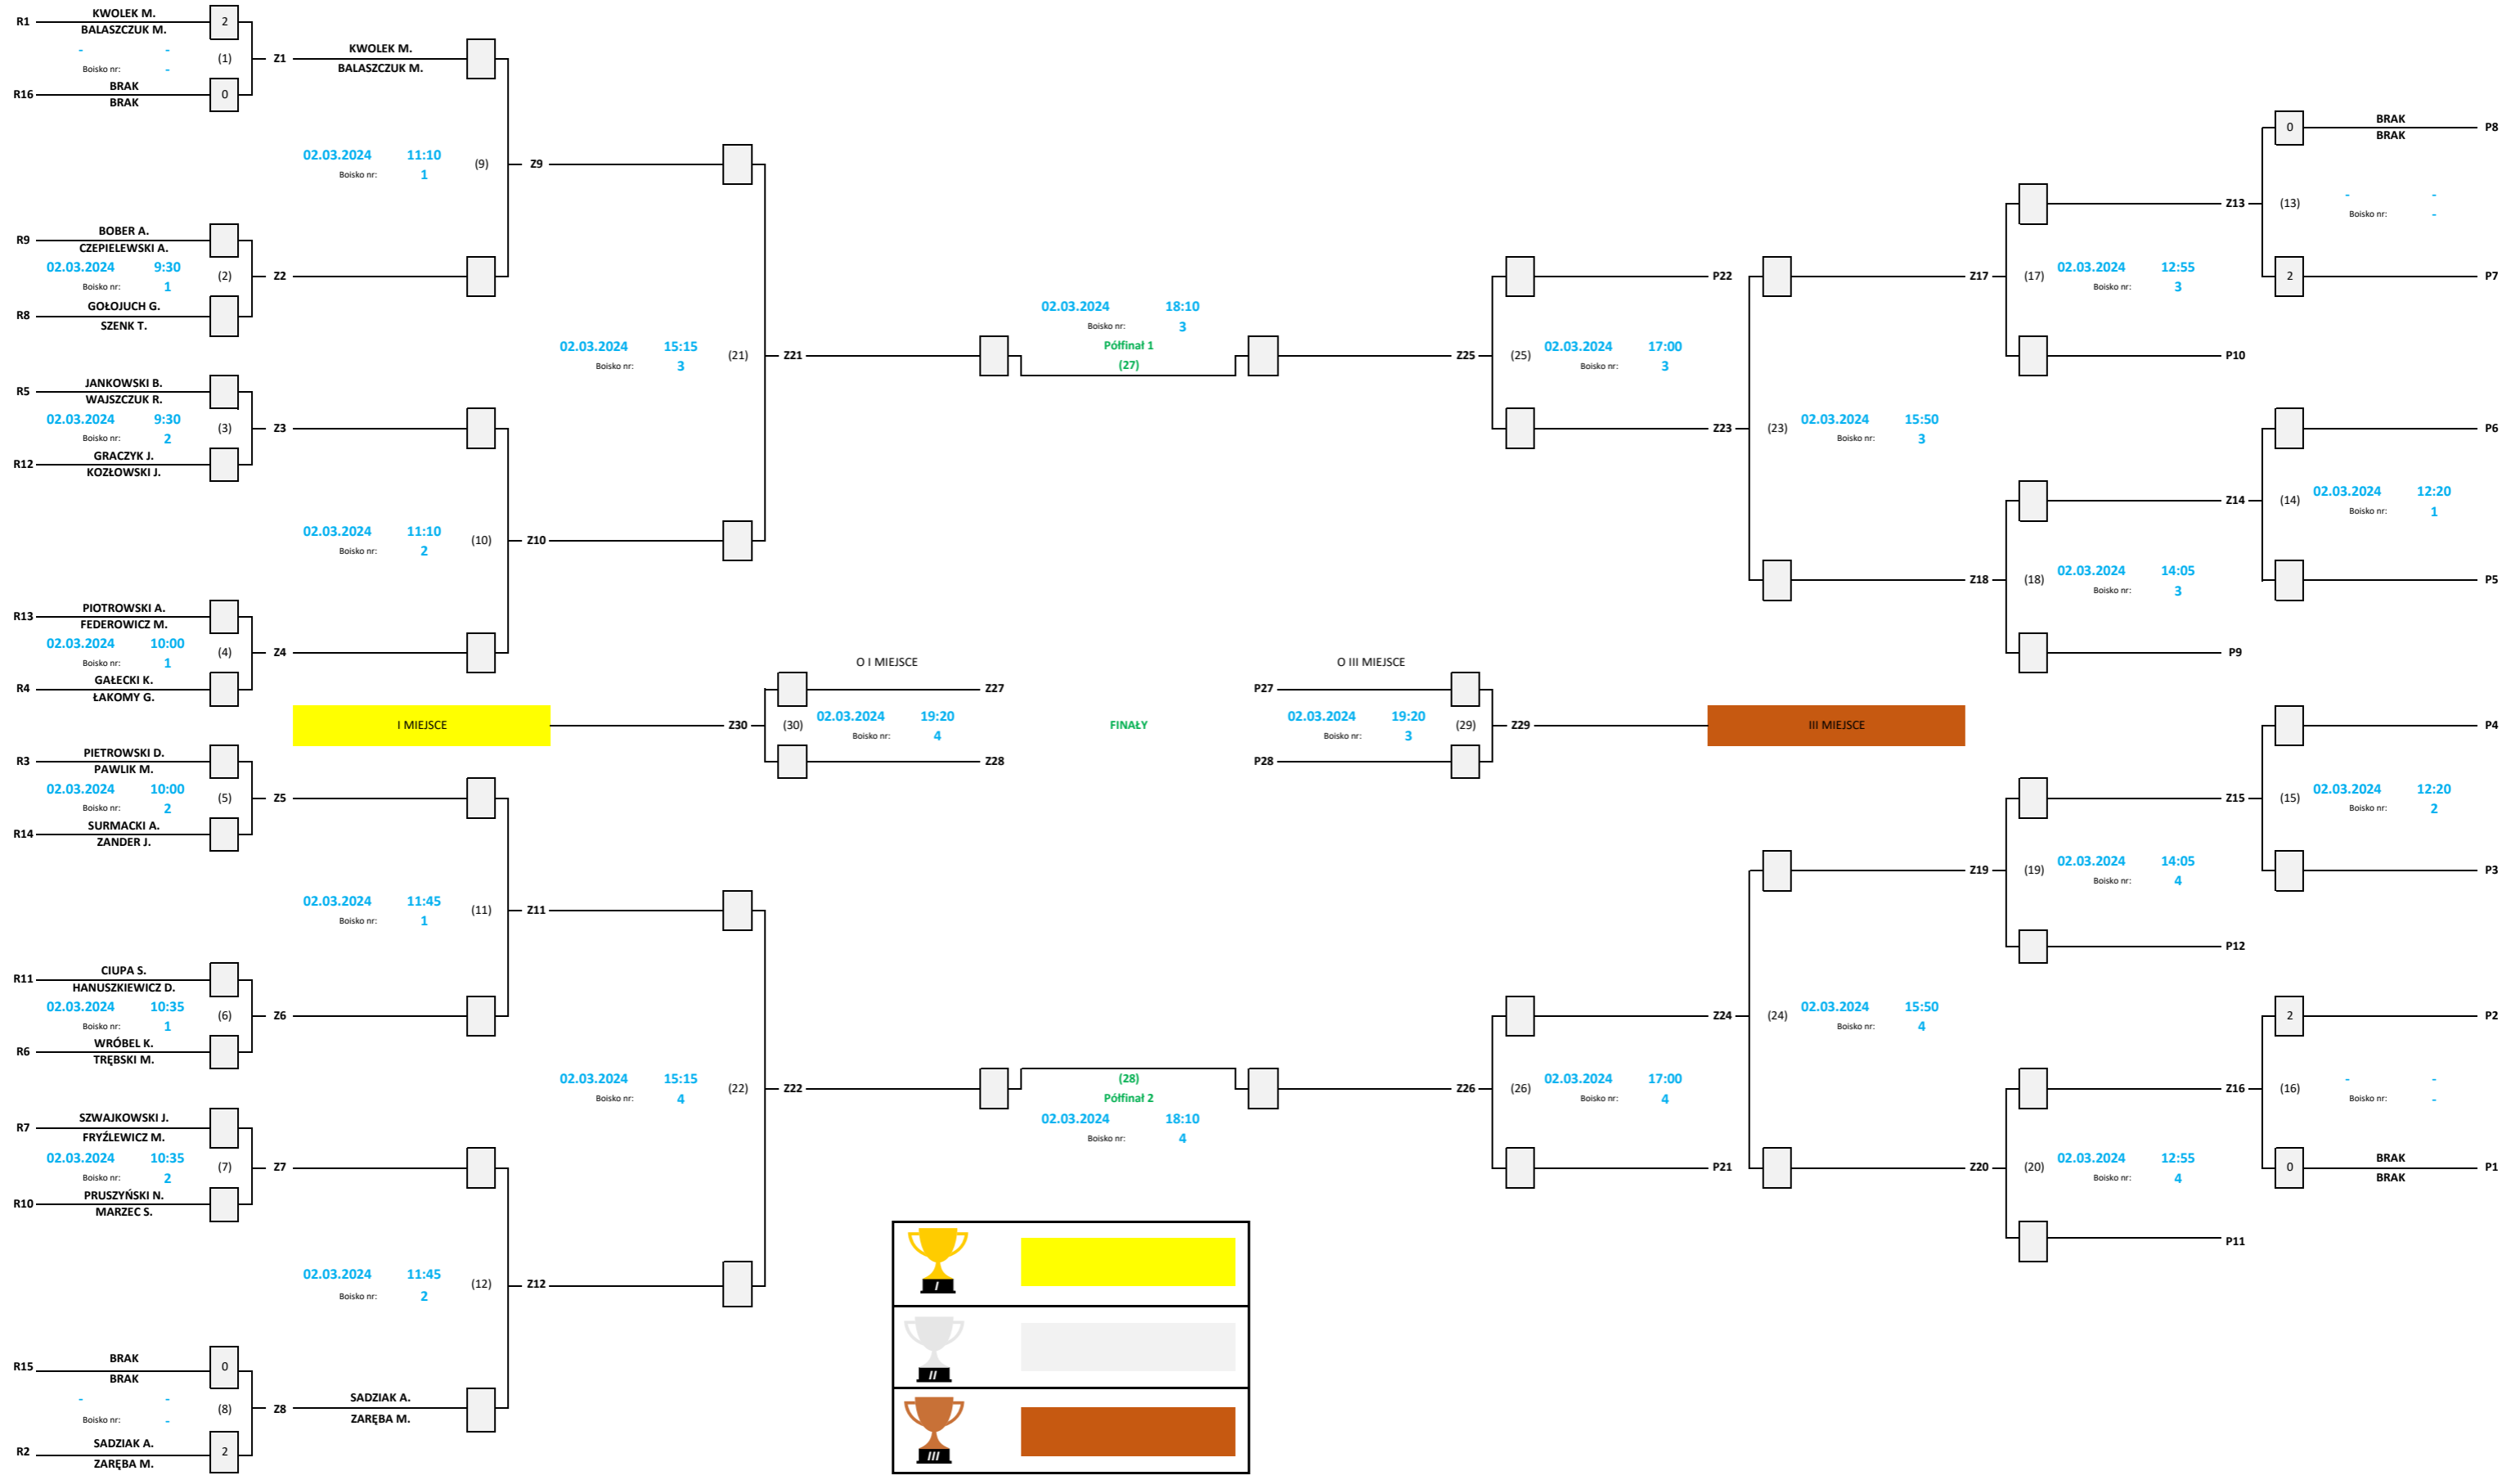 R1
KWOLEK M.
BALASZCZUK M.
2
- -
Boisko nr: -
(1)
Z1
R16
BRAK
BRAK
0
KWOLEK M.
BALASZCZUK M.
02.03.2024 11:10
Boisko nr: 1
(9)
Z9
R9
BOBER A.
CZEPIELEWSKI A.
02.03.2024 9:30
Boisko nr: 1
(2)
Z2
R8
GOŁOJUCH G.
SZENK T.
R5
JANKOWSKI B.
WAJSZCZUK R.
02.03.2024 9:30
Boisko nr: 2
(3)
Z3
R12
GRACZYK J.
KOZŁOWSKI J.
02.03.2024 11:10
Boisko nr: 2
(10)
Z10
R13
PIOTROWSKI A.
FEDEROWICZ M.
02.03.2024 10:00
Boisko nr: 1
(4)
Z4
R4
GAŁECKI K.
ŁAKOMY G.
02.03.2024 15:15
Boisko nr: 3
(21)
Z21
I MIEJSCE
Z30
R3
PIETROWSKI D.
PAWLIK M.
02.03.2024 10:00
Boisko nr: 2
(5)
Z5
R14
SURMACKI A.
ZANDER J.
02.03.2024 11:45
Boisko nr: 1
(11)
Z11
R11
CIUPA S.
HANUSZKIEWICZ D.
02.03.2024 10:35
Boisko nr: 1
(6)
Z6
R6
WRÓBEL K.
TRĘBSKI M.
R7
SZWAJKOWSKI J.
FRYŹLEWICZ M.
02.03.2024 10:35
Boisko nr: 2
(7)
Z7
R10
PRUSZYŃSKI N.
MARZEC S.
02.03.2024 11:45
Boisko nr: 2
(12)
Z12
R15
BRAK
BRAK
0
- -
Boisko nr: -
(8)
Z8
R2
SADZIAK A.
ZARĘBA M.
2
SADZIAK A.
ZARĘBA M.
02.03.2024 15:15
Boisko nr: 4
(22)
Z22
02.03.2024 18:10
Boisko nr: 3
Półfinał 1
(27)
O I MIEJSCE
Z27
(30)
02.03.2024 19:20
Boisko nr: 4
Z28
FINAŁY
O III MIEJSCE
P27
02.03.2024 19:20
Boisko nr: 3
(29)
Z29
P28
III MIEJSCE
(28)
Półfinał 2
02.03.2024 18:10
Boisko nr: 4
I
II
III
Z25
(25)
02.03.2024 17:00
Boisko nr: 3
P22
Z23
(23)
02.03.2024 15:50
Boisko nr: 3
Z17
(17)
02.03.2024 12:55
Boisko nr: 3
P10
Z13
(13)
0
BRAK
BRAK
P8
- -
Boisko nr: -
2
P7
Z18
(18)
02.03.2024 14:05
Boisko nr: 3
P9
Z14
(14)
P6
02.03.2024 12:20
Boisko nr: 1
P5
Z26
(26)
02.03.2024 17:00
Boisko nr: 4
P21
Z24
(24)
02.03.2024 15:50
Boisko nr: 4
Z19
(19)
02.03.2024 14:05
Boisko nr: 4
P12
Z15
(15)
P4
02.03.2024 12:20
Boisko nr: 2
P3
Z20
(20)
02.03.2024 12:55
Boisko nr: 4
P11
Z16
(16)
2
P2
- -
Boisko nr: -
0
BRAK
BRAK
P1